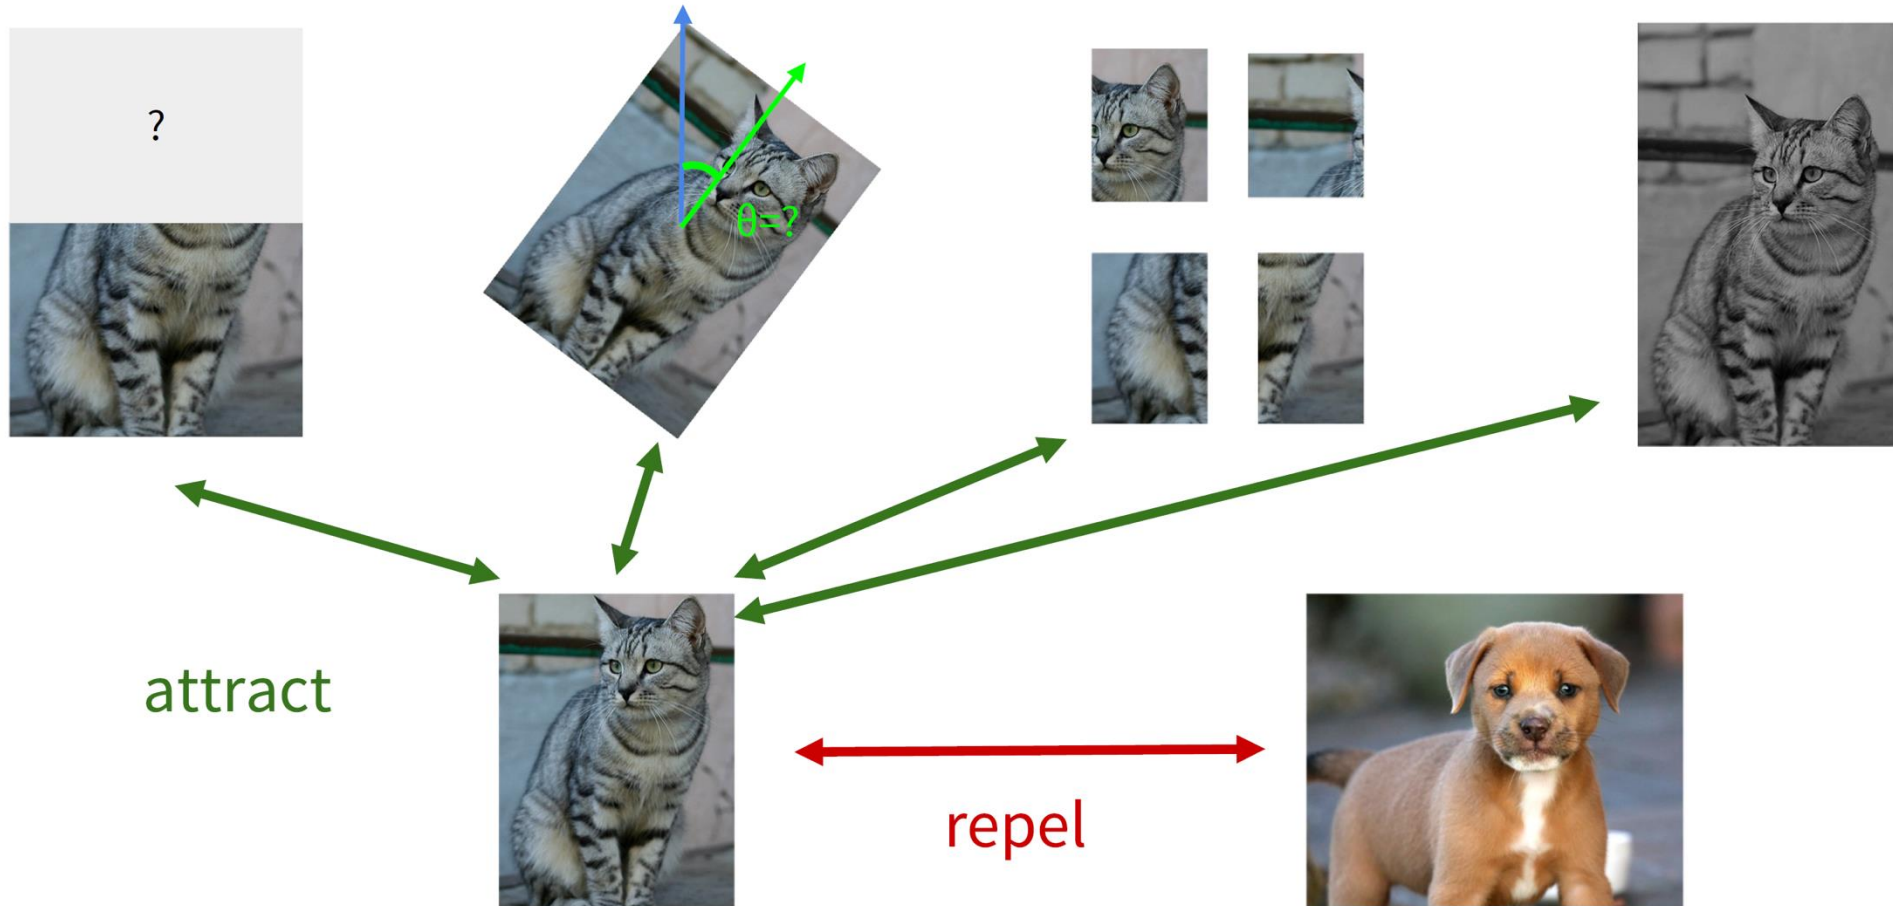 ?
θ=?
attract
repel